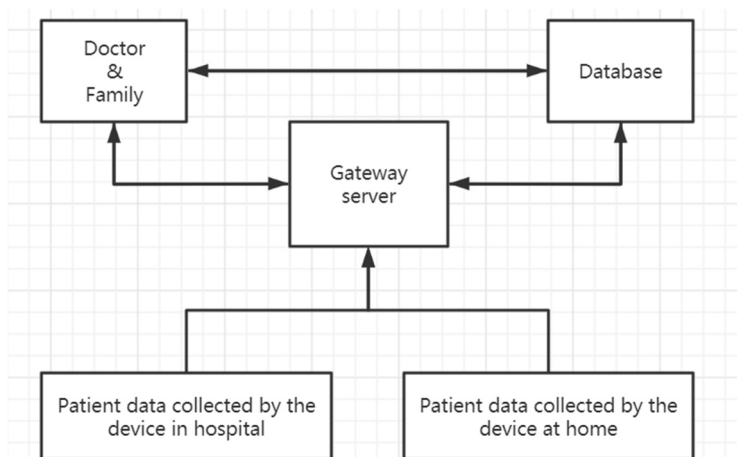 Doctor
&
Family
Database
Gateway
server
Patient data collected by the
device in hospital
Patient data collected by the
device at home